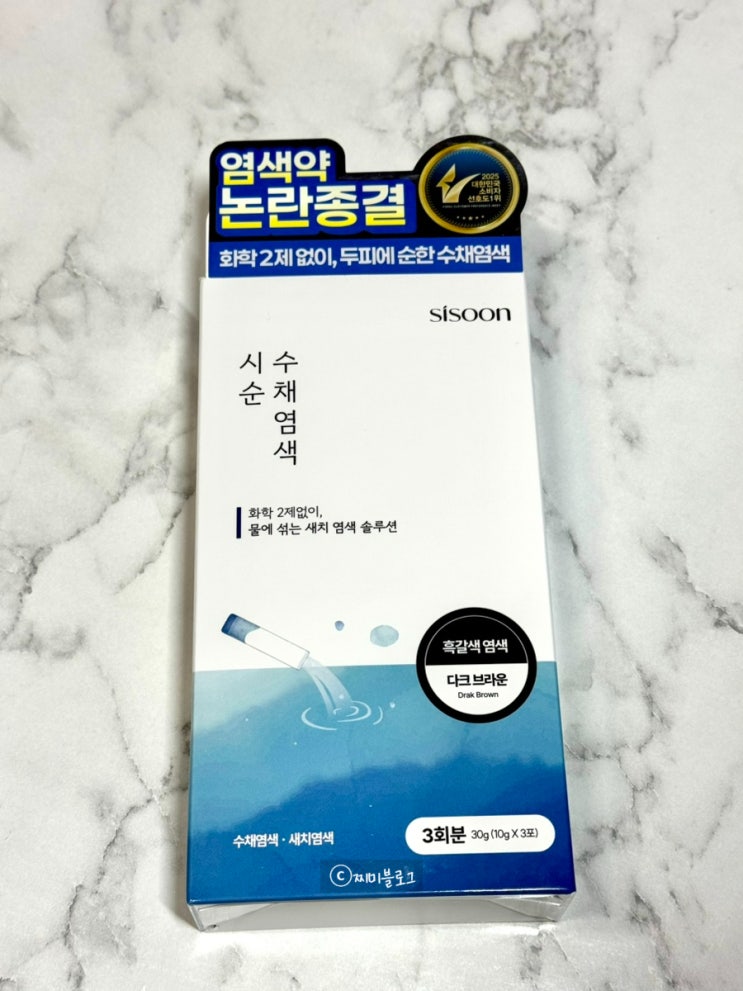 염색약
논란종결
2025
대한민국
소비자
선호도1위
화학 2제 없이, 두피에 순한 수채염색
sisoon
시순
수채염색
화학 2제없이,
물에 섞는 새치 염색 솔루션
흑갈색 염색
다크 브라운
Drak Brown
수채염색 · 새치염색
3회분 30g (10g X 3포)
ⓒ찌미블로그